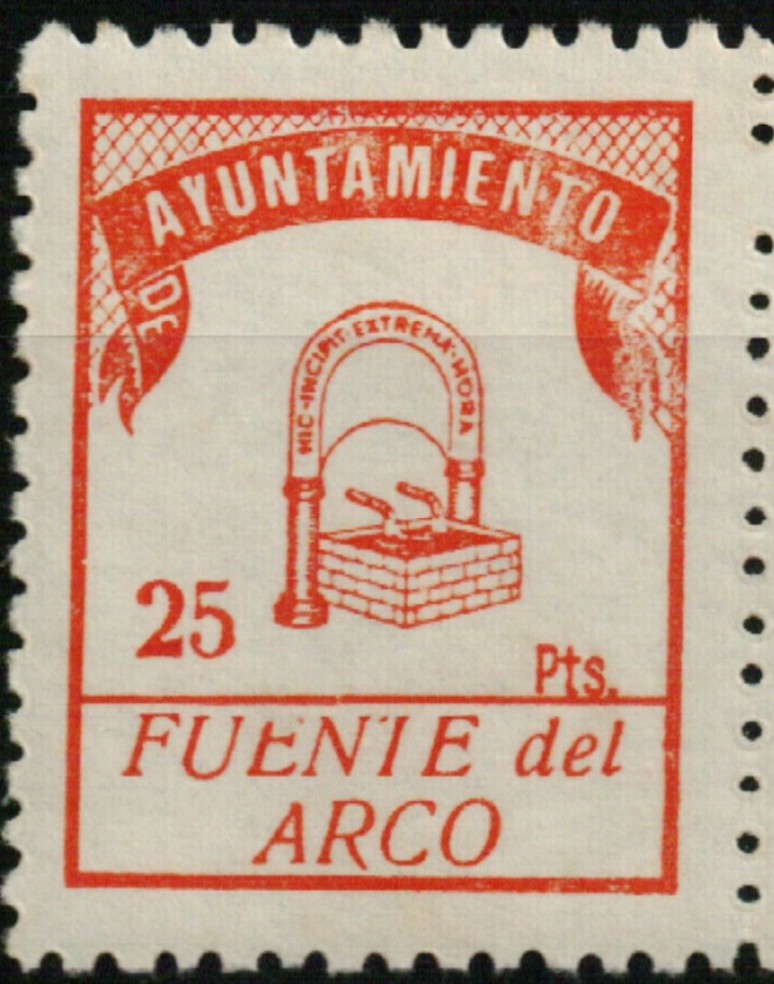 AYUNTAMIENTO
DE
HIC·INCIPIT·EXTREMA·HORA
25
Pts.
FUENTE del
ARCO